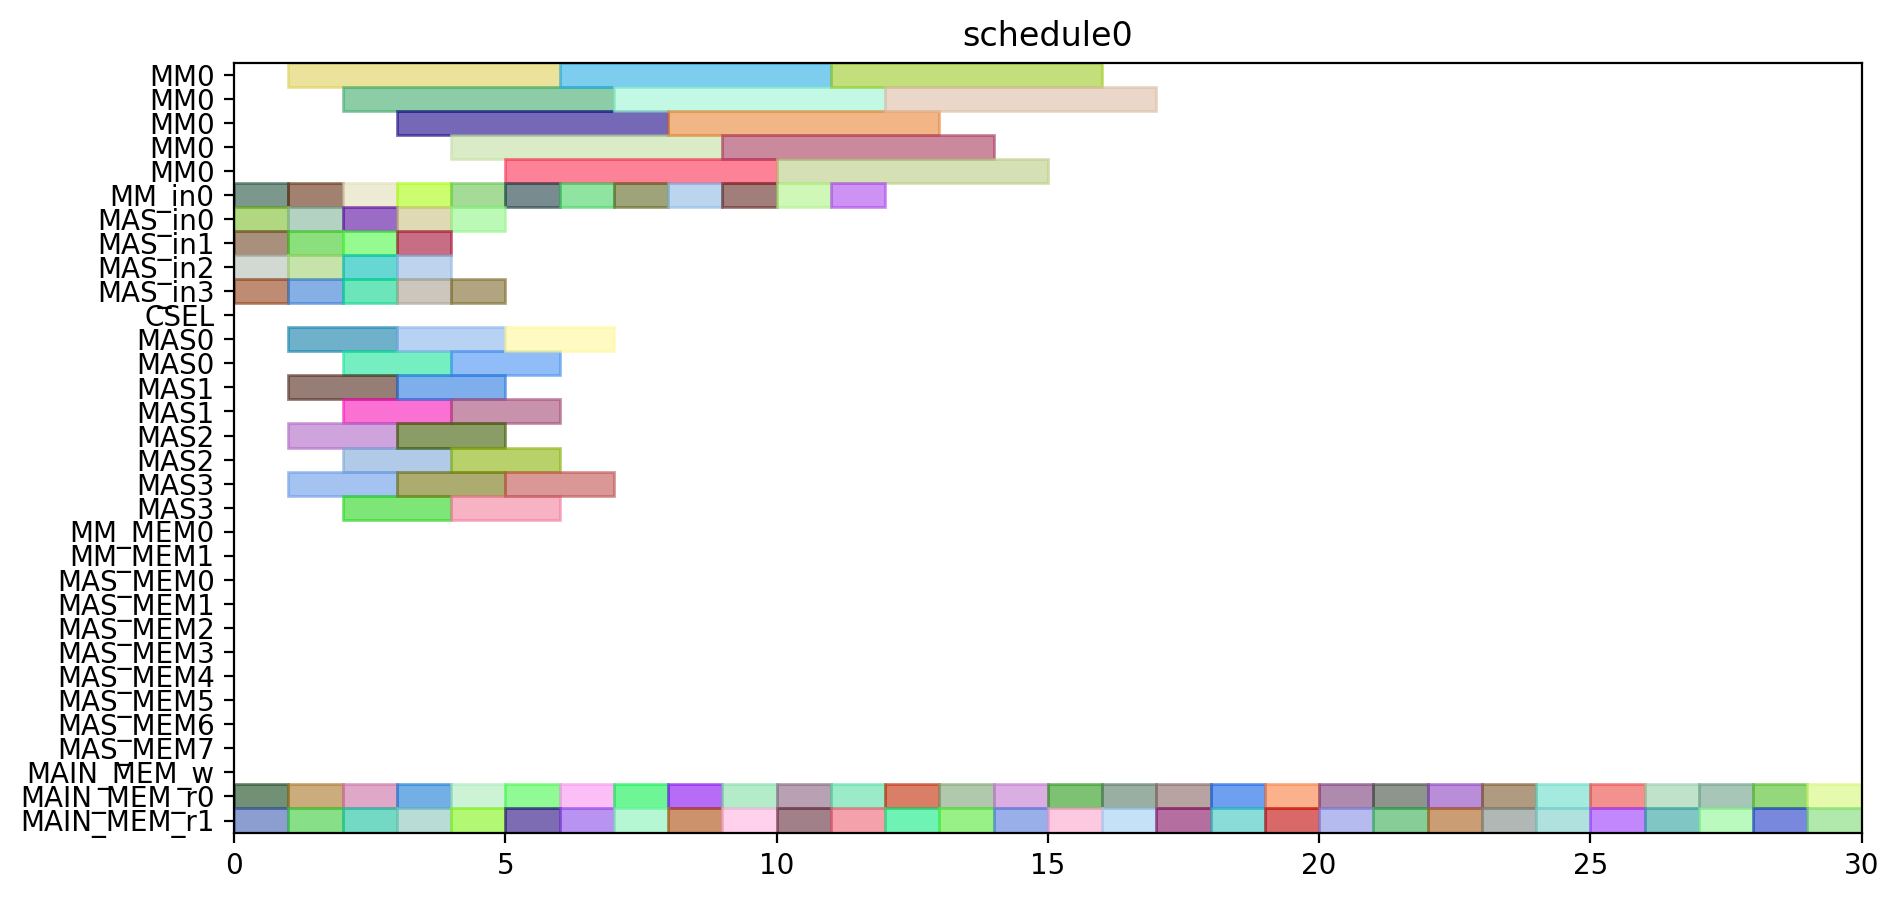 schedule0
MM0
MM0
MM0
MM0
MM0
MM_in0
MAS_in0
MAS_in1
MAS_in2
MAS_in3
CSEL
MAS0
MAS0
MAS1
MAS1
MAS2
MAS2
MAS3
MAS3
MM_MEM0
MM_MEM1
MAS_MEM0
MAS_MEM1
MAS_MEM2
MAS_MEM3
MAS_MEM4
MAS_MEM5
MAS_MEM6
MAS_MEM7
MAIN_MEM_w
MAIN_MEM_r0
MAIN_MEM_r1
0 5 10 15 20 25 30